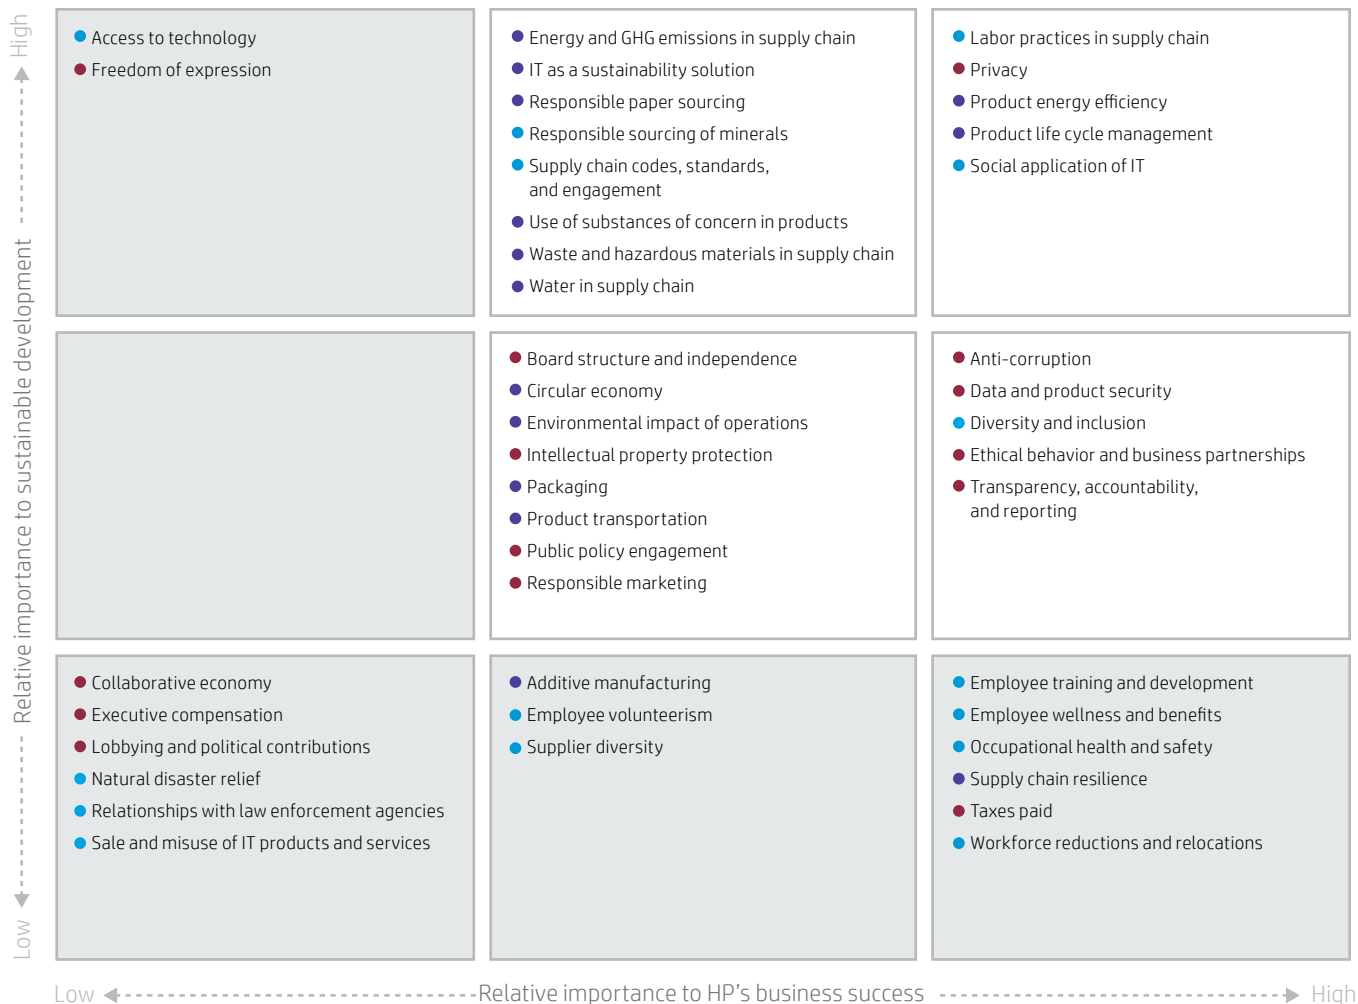 High
Relative importance to sustainable development
Low
Access to technology
Freedom of expression
Energy and GHG emissions in supply chain
IT as a sustainability solution
Responsible paper sourcing
Responsible sourcing of minerals
Supply chain codes, standards,
and engagement
Use of substances of concern in products
Waste and hazardous materials in supply chain
Water in supply chain
Labor practices in supply chain
Privacy
Product energy efficiency
Product life cycle management
Social application of IT
Board structure and independence
Circular economy
Environmental impact of operations
Intellectual property protection
Packaging
Product transportation
Public policy engagement
Responsible marketing
Anti-corruption
Data and product security
Diversity and inclusion
Ethical behavior and business partnerships
Transparency, accountability,
and reporting
Collaborative economy
Executive compensation
Lobbying and political contributions
Natural disaster relief
Relationships with law enforcement agencies
Sale and misuse of IT products and services
Additive manufacturing
Employee volunteerism
Supplier diversity
Employee training and development
Employee wellness and benefits
Occupational health and safety
Supply chain resilience
Taxes paid
Workforce reductions and relocations
Low
Relative importance to HP's business success
High